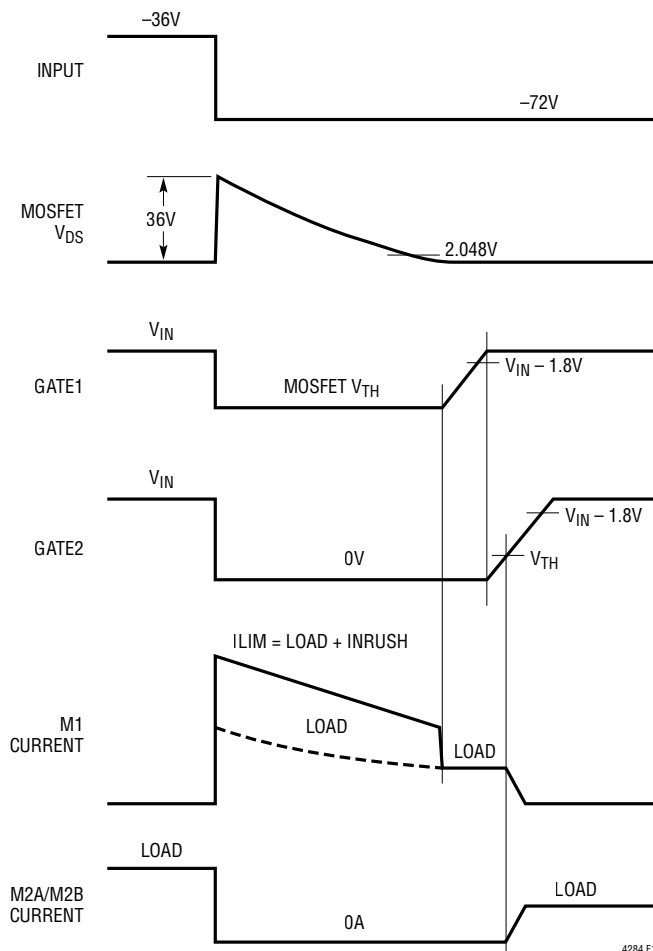 –36V
INPUT
–72V
MOSFET
VDS
36V
2.048V
VIN
GATE1
MOSFET VTH
VIN – 1.8V
VIN
GATE2
0V
VIN – 1.8V
VTH
ILIM = LOAD + INRUSH
M1
CURRENT
LOAD
LOAD
LOAD
M2A/M2B
CURRENT
0A
LOAD